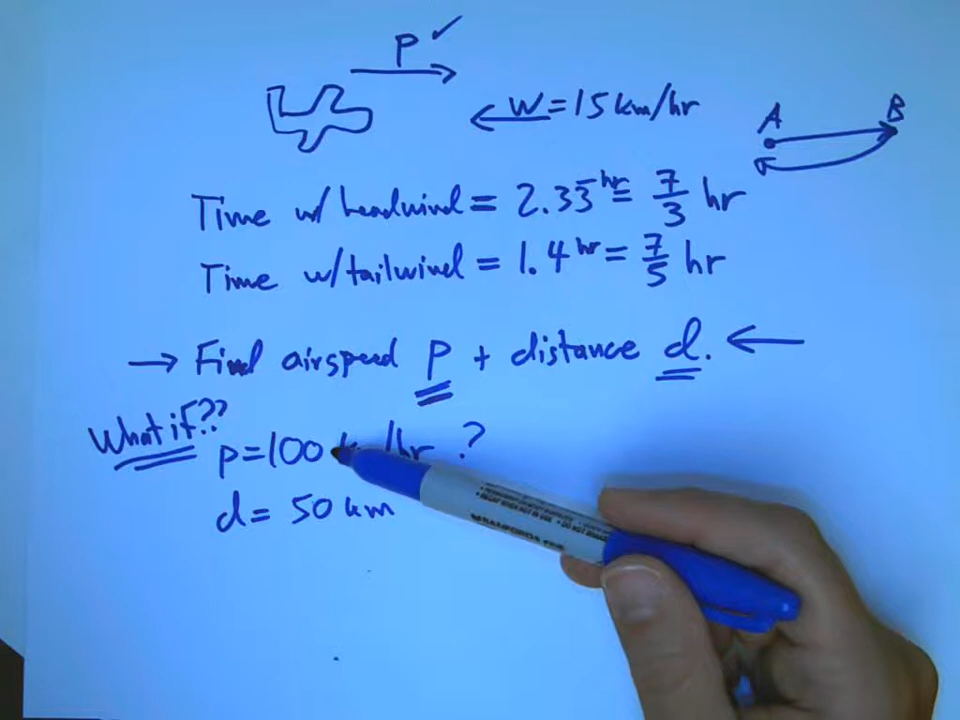 P ✓
W = 15 km/hr
A B
Time w/ headwind = 2.33 hr = 7/3 hr
Time w/ tailwind = 1.4 hr = 7/5 hr
→ Find airspeed p + distance d. ←
What if??
p = 100 /hr ?
d = 50 km